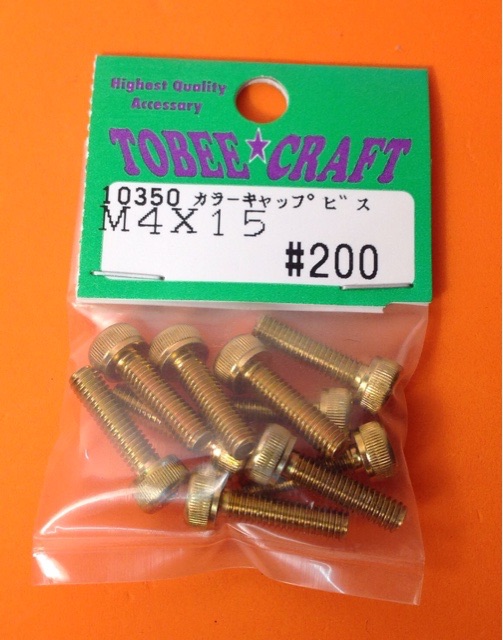 Highest Quality
Accessary
TOBEE★CRAFT
10350 カラーキャップビス
M4X15
#200